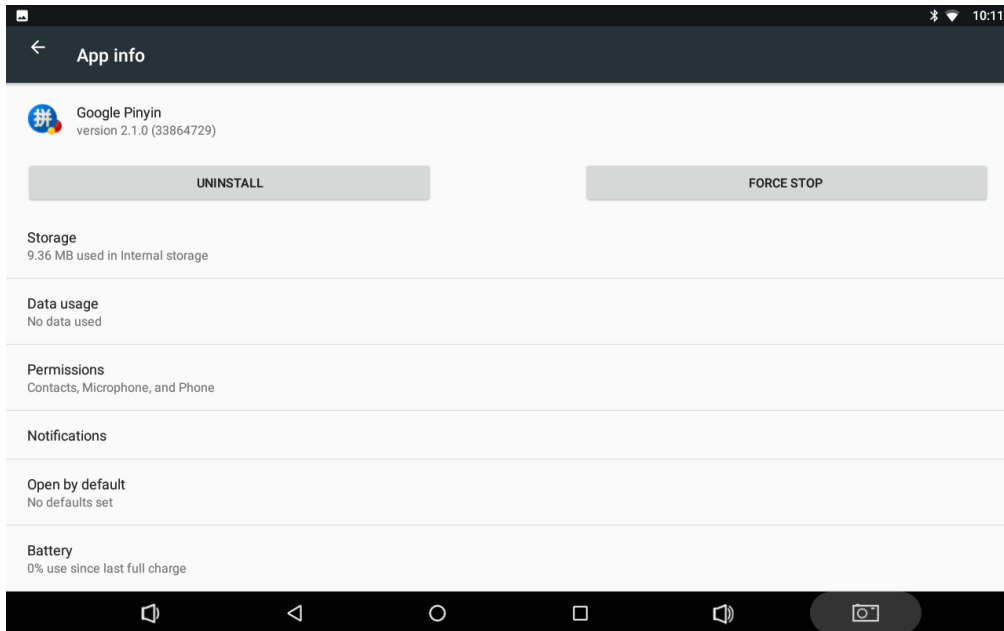 10:11
App info
拼
Google Pinyin
version 2.1.0 (33864729)
UNINSTALL
FORCE STOP
Storage
9.36 MB used in Internal storage
Data usage
No data used
Permissions
Contacts, Microphone, and Phone
Notifications
Open by default
No defaults set
Battery
0% use since last full charge